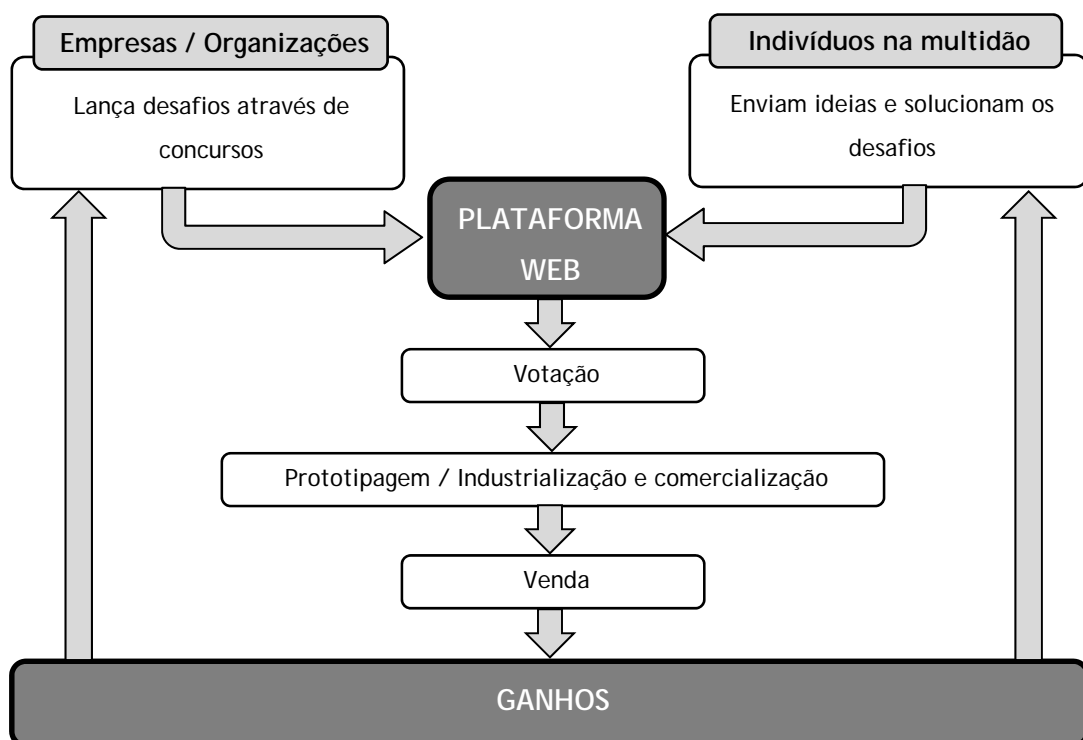 Empresas / Organizações
Lança desafios através de
concursos
Indivíduos na multidão
Enviam ideias e solucionam os
desafios
PLATAFORMA
WEB
Votação
Prototipagem / Industrialização e comercialização
Venda
GANHOS